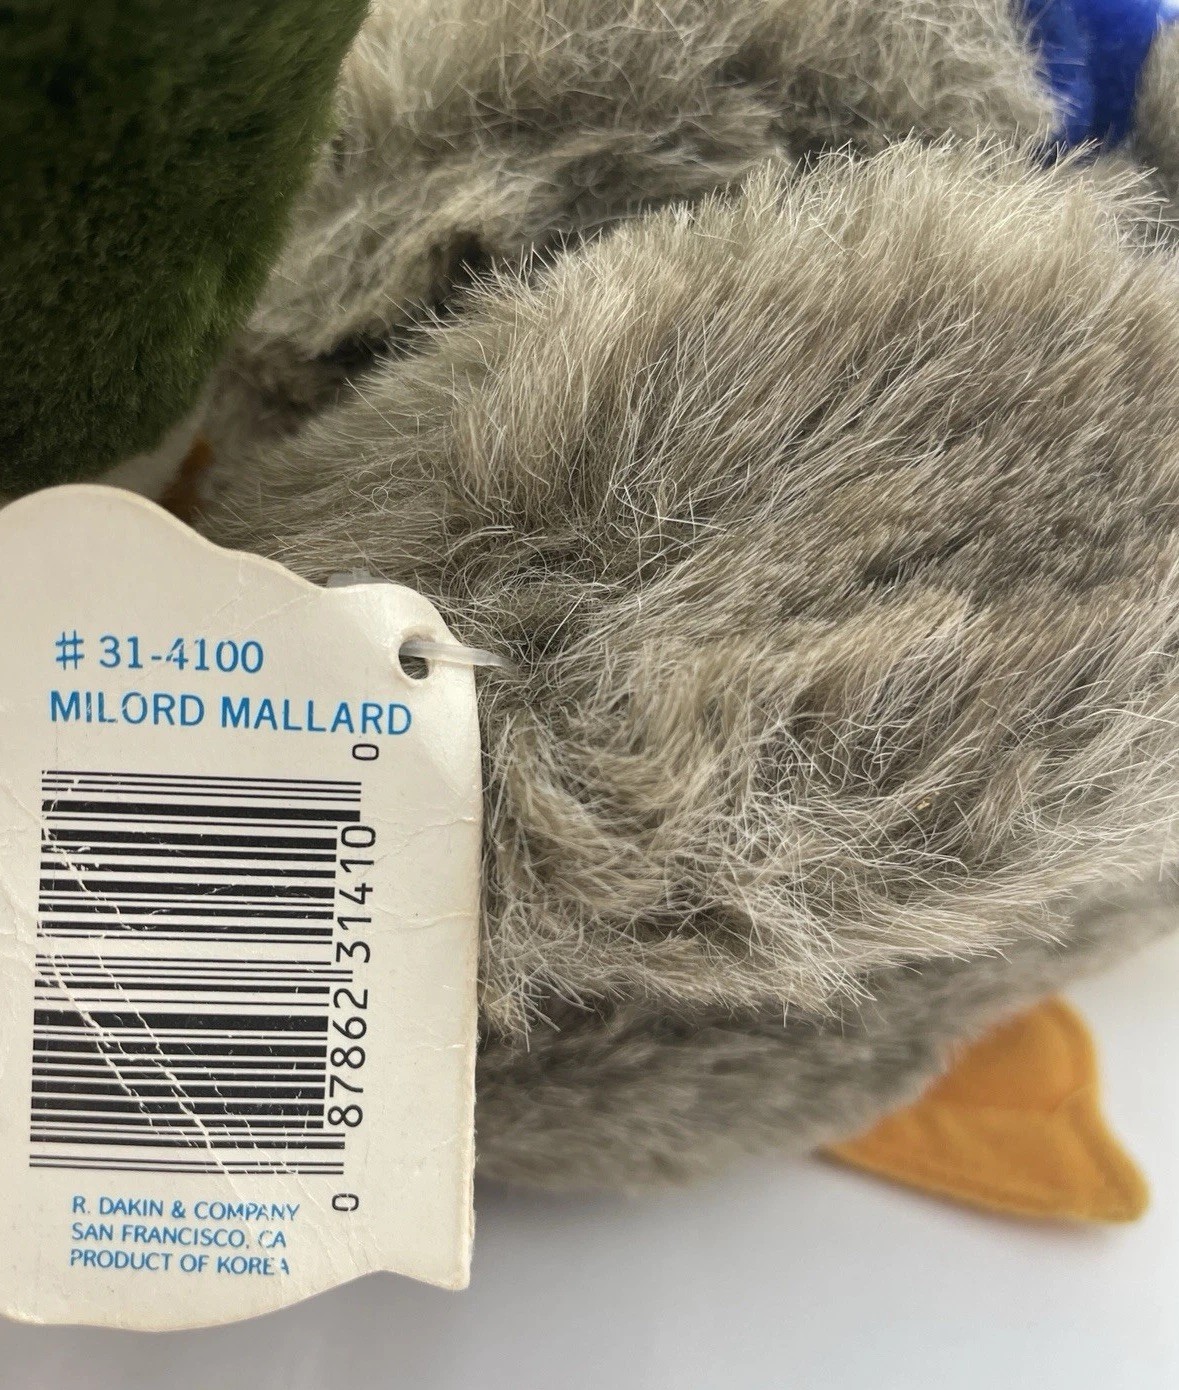 # 31-4100
MILORD MALLARD
0 87862 31410 0
R. DAKIN & COMPANY
SAN FRANCISCO, CA
PRODUCT OF KOREA